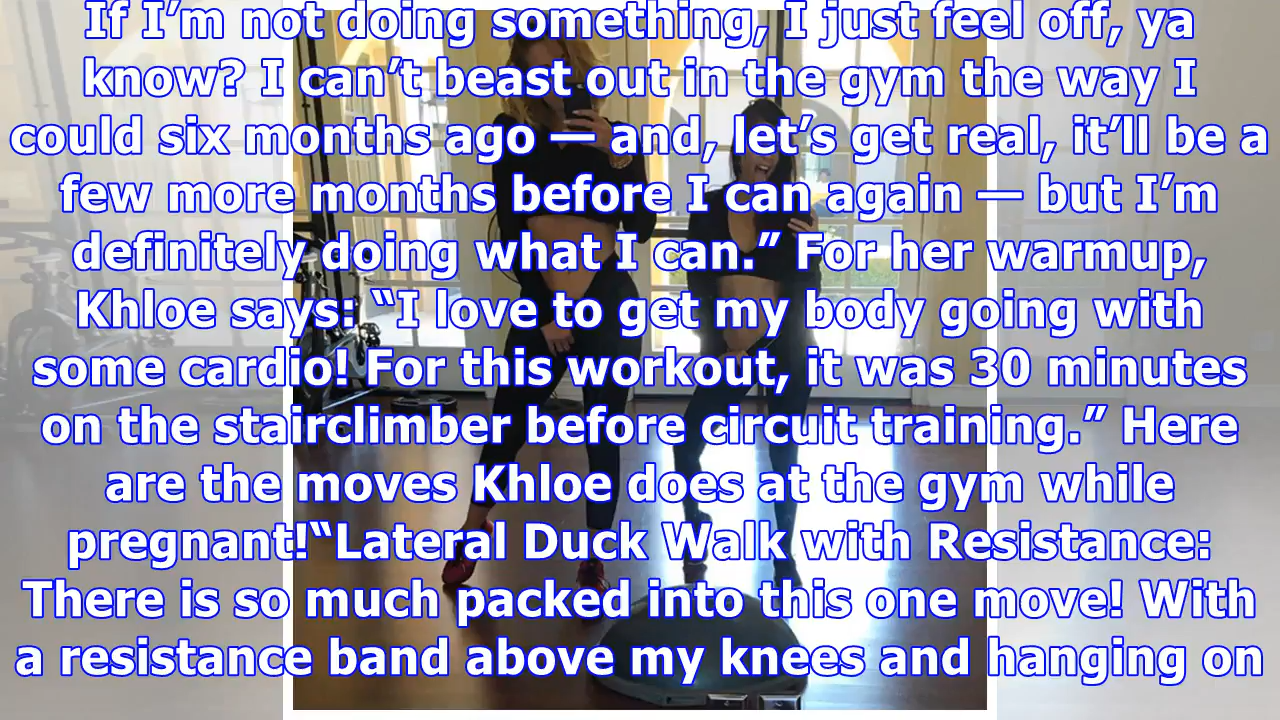 If I’m not doing something, I just feel off, ya
know? I can’t beast out in the gym the way I
could six months ago — and, let’s get real, it’ll be a
few more months before I can again — but I’m
definitely doing what I can.” For her warmup,
Khloe says: “I love to get my body going with
some cardio! For this workout, it was 30 minutes
on the stairclimber before circuit training.” Here
are the moves Khloe does at the gym while
pregnant!“Lateral Duck Walk with Resistance:
There is so much packed into this one move! With
a resistance band above my knees and hanging on